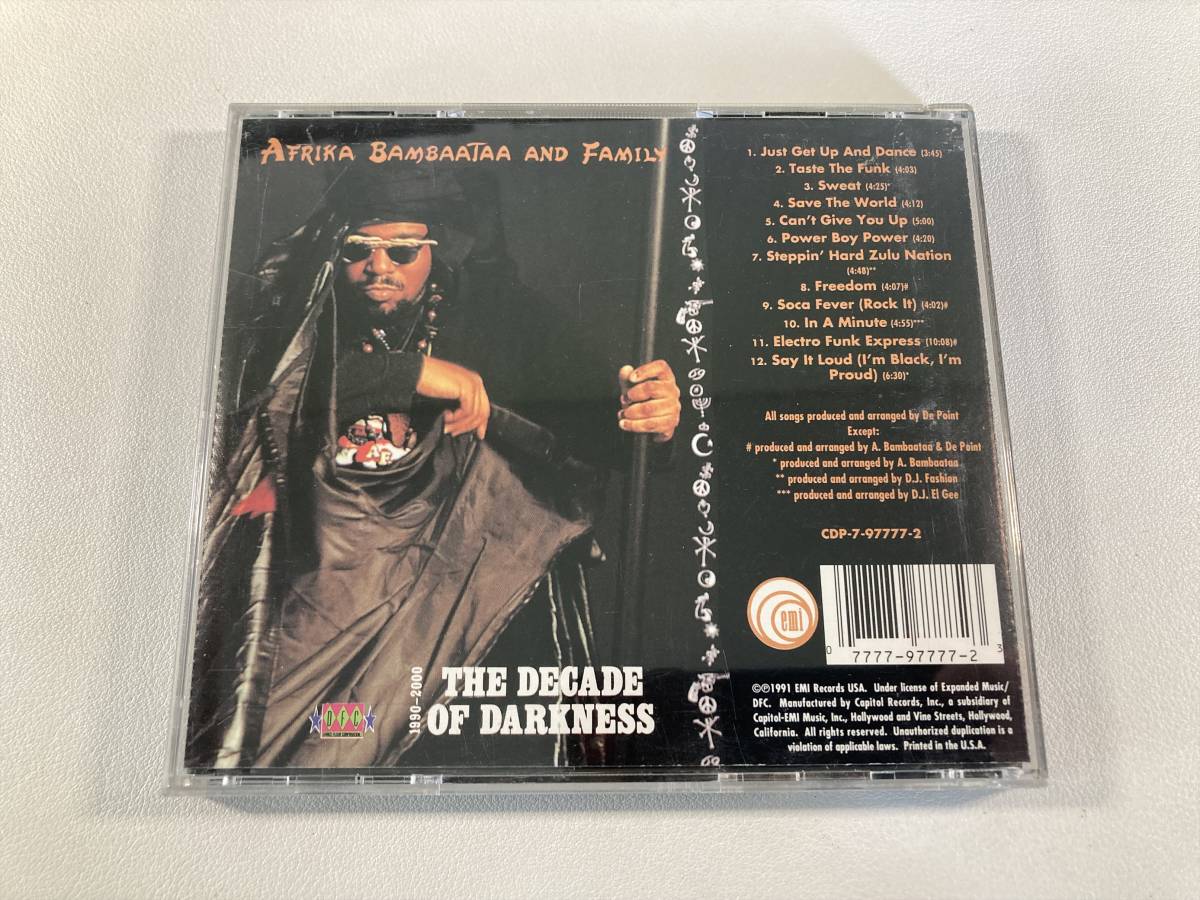 AFRIKA BAMBAATAA AND FAMILY
1. Just Get Up And Dance (3:45)
2. Taste The Funk (4:03)
3. Sweat (4:25)*
4. Save The World (4:12)
5. Can't Give You Up (5:00)
6. Power Boy Power (4:20)
7. Steppin' Hard Zulu Nation
(4:48)**
8. Freedom (4:07)#
9. Soca Fever (Rock It) (4:02)#
10. In A Minute (4:55)***
11. Electro Funk Express (10:08)#
12. Say It Loud (I'm Black, I'm
Proud) (6:30)*
All songs produced and arranged by De Point
Except:
# produced and arranged by A. Bambaataa & De Point
* produced and arranged by A. Bambaataa
** produced and arranged by D.J. Fashion
*** produced and arranged by D.J. El Gee
CDP-7-97777-2
emi
0 7777-97777-2 3
1990-2000
THE DECADE
OF DARKNESS
DFC
©℗1991 EMI Records USA. Under license of Expanded Music/
DFC. Manufactured by Capitol Records, Inc., a subsidiary of
Capitol-EMI Music, Inc., Hollywood and Vine Streets, Hollywood,
California. All rights reserved. Unauthorized duplication is a
violation of applicable laws. Printed in the U.S.A.